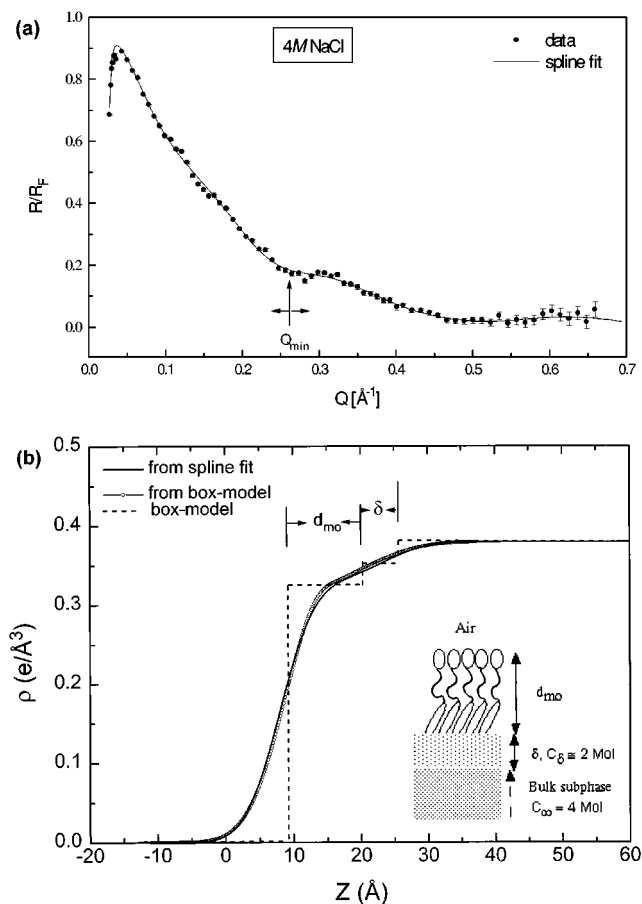 (a)
4M NaCl
data
spline fit
1.0
0.8
0.6
0.4
0.2
0.0
R/R_F
Q_min
0.0 0.1 0.2 0.3 0.4 0.5 0.6 0.7
Q [Å⁻¹]
(b)
0.5
0.4
0.3
0.2
0.1
0.0
ρ (e/Å³)
from spline fit
from box-model
box-model
d_mo
δ
Air
d_mo
δ, C_δ ≅ 2 Mol
Bulk subphase
C_∞ = 4 Mol
-20 -10 0 10 20 30 40 50 60
Z (Å)